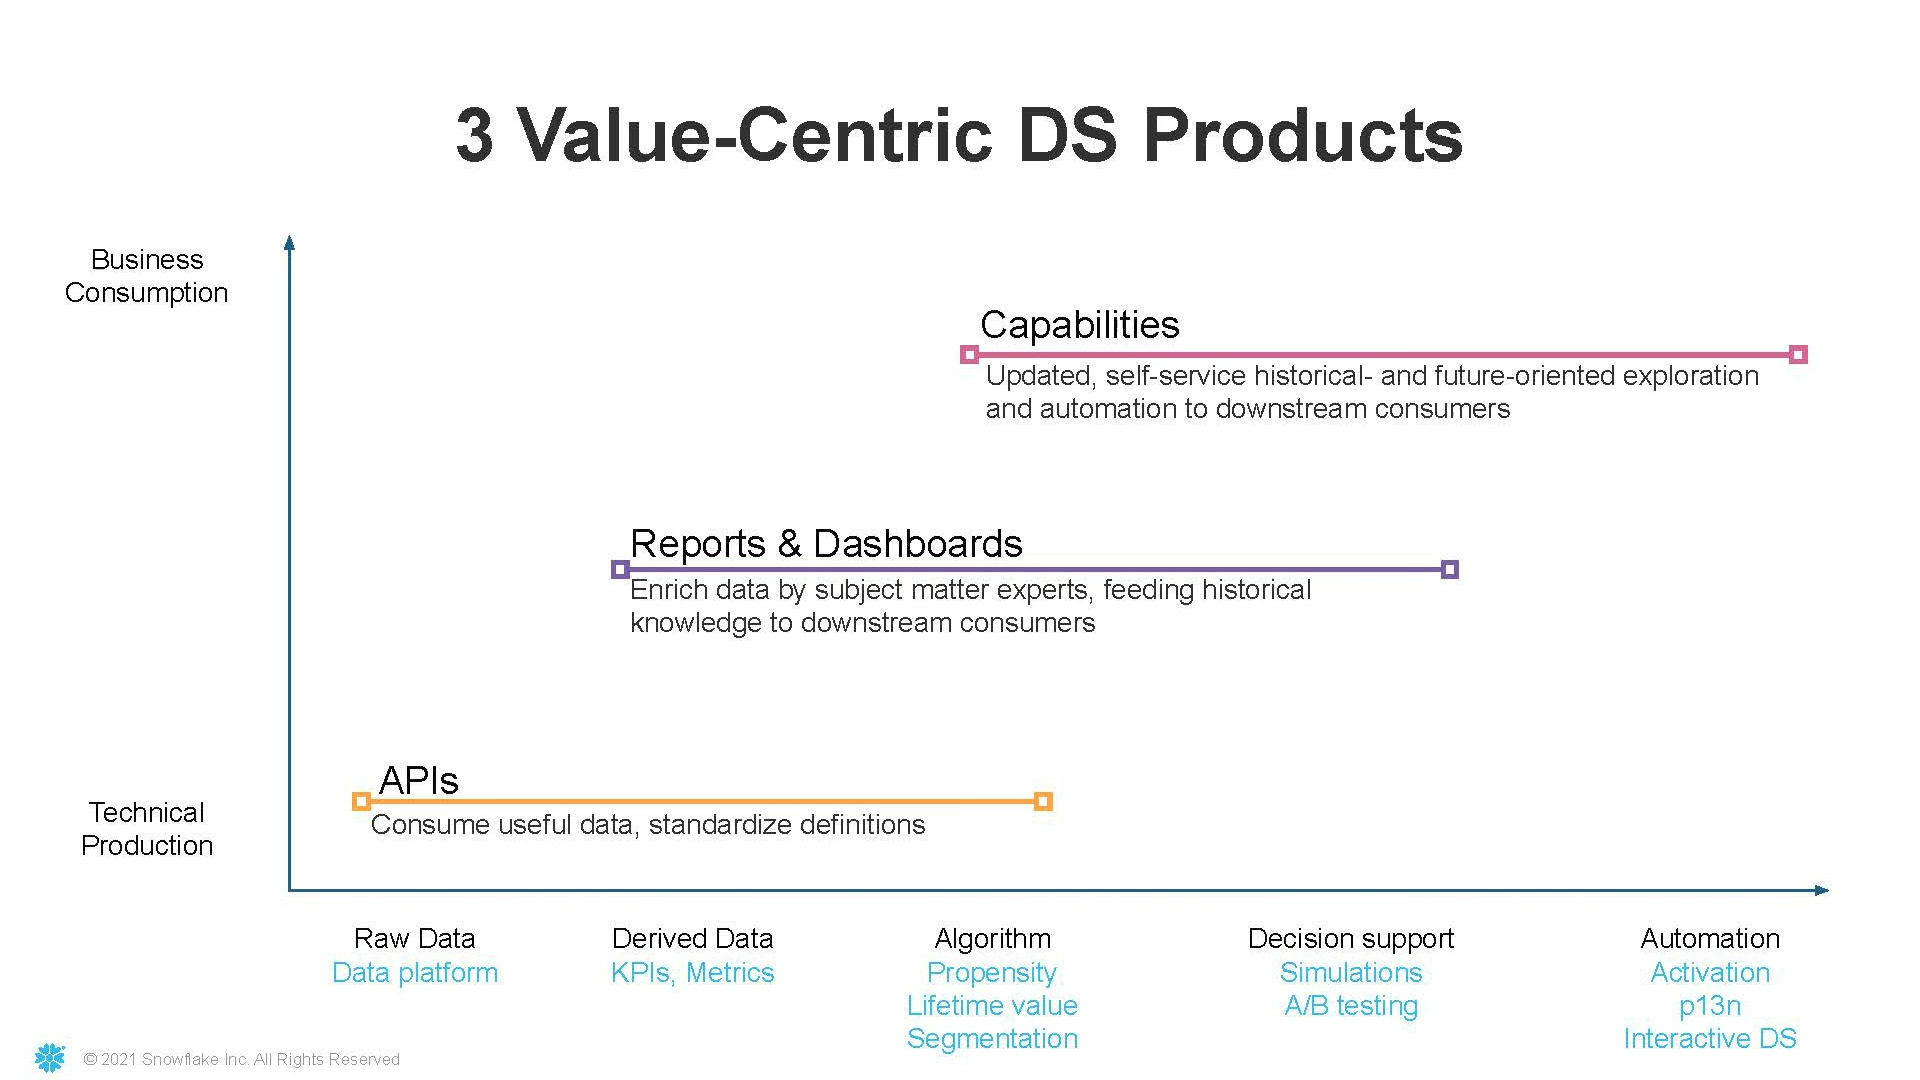 3 Value-Centric DS Products
Business
Consumption
Capabilities
Updated, self-service historical- and future-oriented exploration
and automation to downstream consumers
Reports & Dashboards
Enrich data by subject matter experts, feeding historical
knowledge to downstream consumers
APIs
Consume useful data, standardize definitions
Technical
Production
Raw Data
Data platform
Derived Data
KPIs, Metrics
Algorithm
Propensity
Lifetime value
Segmentation
Decision support
Simulations
A/B testing
Automation
Activation
p13n
Interactive DS
© 2021 Snowflake Inc. All Rights Reserved